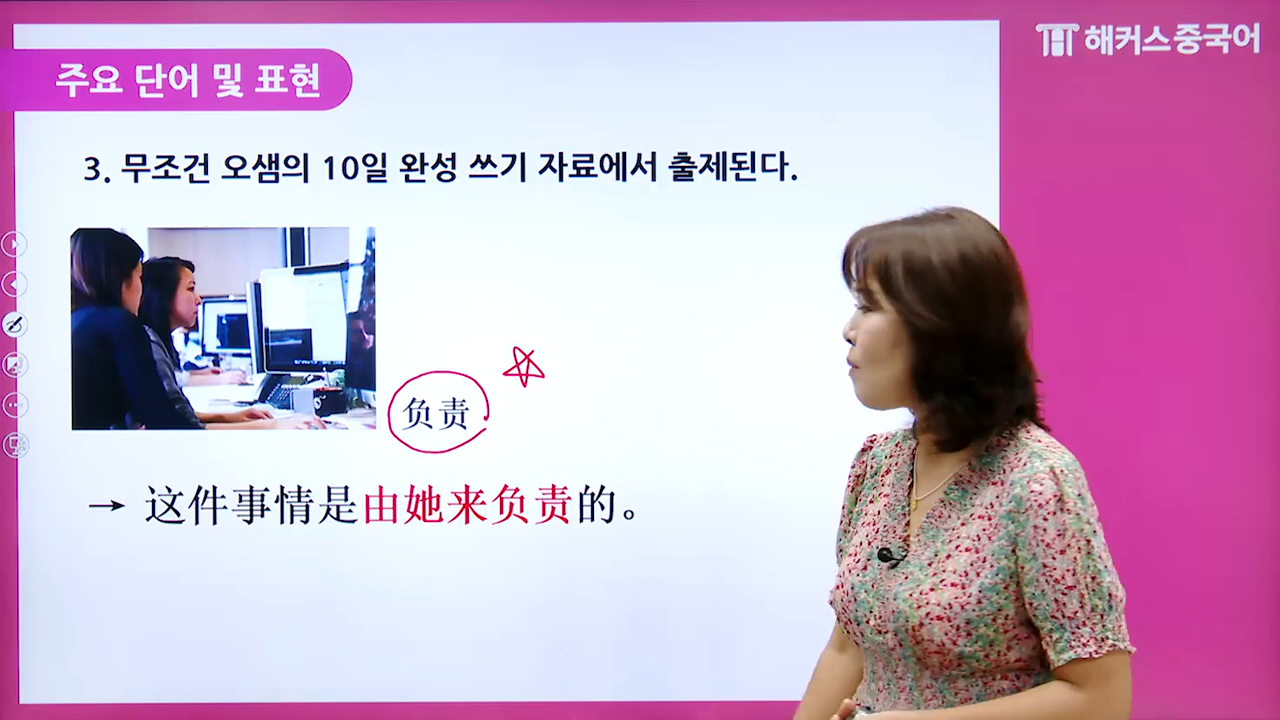 해커스중국어
주요 단어 및 표현
3. 무조건 오샘의 10일 완성 쓰기 자료에서 출제된다.
负责
→ 这件事情是由她来负责的。